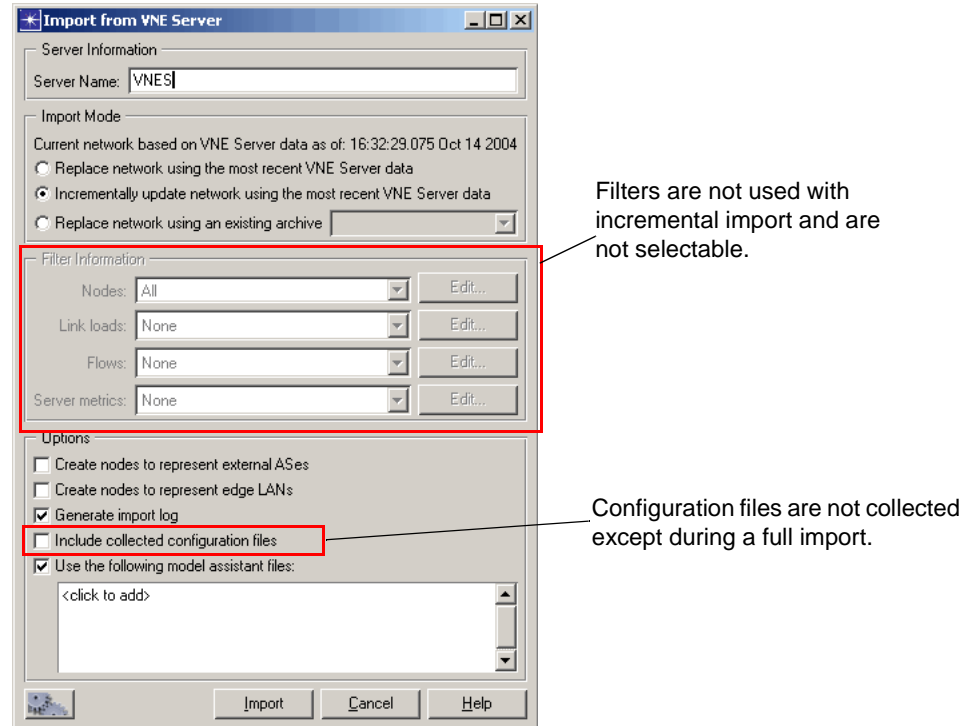 Import from VNE Server
Server Information
Server Name: VNES
Import Mode
Current network based on VNE Server data as of: 16:32:29.075 Oct 14 2004
Replace network using the most recent VNE Server data
Incrementally update network using the most recent VNE Server data
Replace network using an existing archive
Filters are not used with
incremental import and are
not selectable.
Filter Information
Nodes: All Edit...
Link loads: None Edit...
Flows: None Edit...
Server metrics: None Edit...
Options
Create nodes to represent external ASes
Create nodes to represent edge LANs
Generate import log
Include collected configuration files
Configuration files are not collected
except during a full import.
Use the following model assistant files:
<click to add>
Import Cancel Help